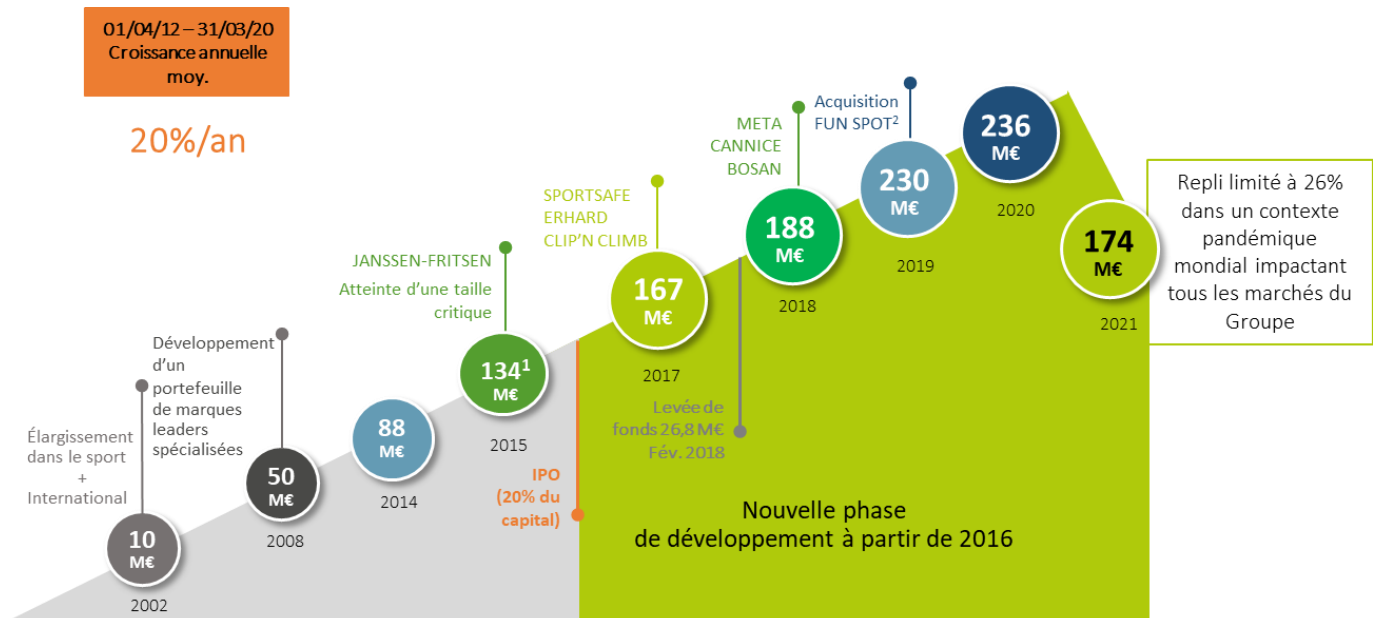 01/04/12 – 31/03/20
Croissance annuelle
moy.
20%/an
Élargissement
dans le sport
+
International
10
M€
2002
Développement
d’un
portefeuille
de marques
leaders
spécialisées
50
M€
2008
88
M€
2014
JANSSEN-FRITSEN
Atteinte d’une taille
critique
134¹
M€
2015
IPO
(20% du
capital)
SPORTSAFE
ERHARD
CLIP’N CLIMB
167
M€
2017
Levée de
fonds 26,8 M€
Fév. 2018
META
CANNICE
BOSAN
188
M€
2018
Acquisition
FUN SPOT²
230
M€
2019
236
M€
2020
174
M€
2021
Repli limité à 26%
dans un contexte
pandémique
mondial impactant
tous les marchés du
Groupe
Nouvelle phase
de développement à partir de 2016